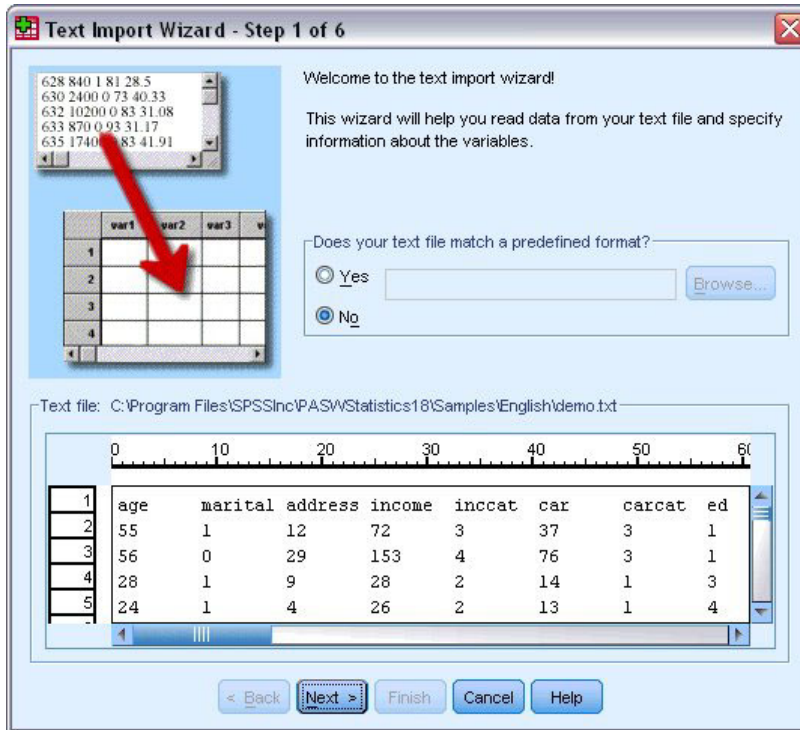 Text Import Wizard - Step 1 of 6
628 840 1 81 28.5
630 2400 0 73 40.33
632 10200 0 83 31.08
633 870 0 93 31.17
635 1740 83 41.91
Welcome to the text import wizard!
This wizard will help you read data from your text file and specify
information about the variables.
var1 var2 var3 v
1
2
3
4
Does your text file match a predefined format?
Yes
Browse...
No
Text file: C:\Program Files\SPSSInc\PASWStatistics18\Samples\English\demo.txt
0 10 20 30 40 50 60
1 age marital address income inccat car carcat ed
2 55 1 12 72 3 37 3 1
3 56 0 29 153 4 76 3 1
4 28 1 9 28 2 14 1 3
5 24 1 4 26 2 13 1 4
< Back Next > Finish Cancel Help